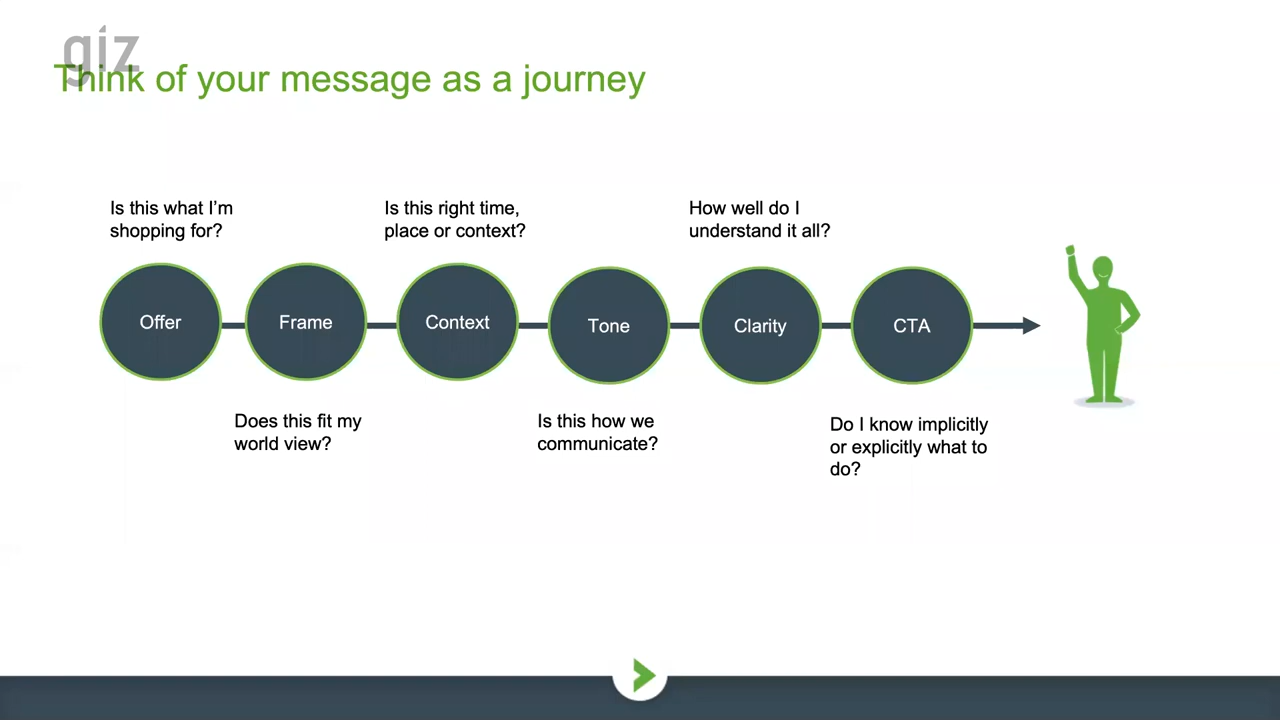 giz
Think of your message as a journey
Is this what I'm
shopping for?
Is this right time,
place or context?
How well do I
understand it all?
Offer
Frame
Context
Tone
Clarity
CTA
Does this fit my
world view?
Is this how we
communicate?
Do I know implicitly
or explicitly what to
do?